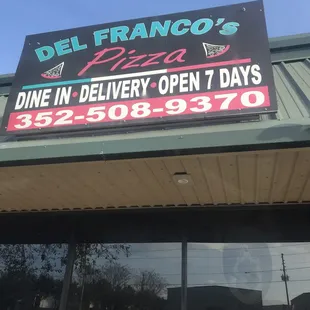 DEL FRANCO'S
Pizza
DINE IN • DELIVERY • OPEN 7 DAYS
352-508-9370